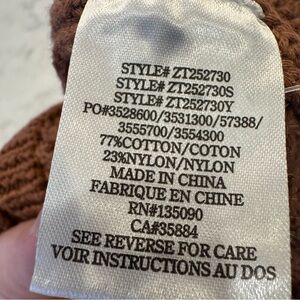 STYLE# ZT252730
STYLE# ZT252730S
STYLE# ZT252730Y
PO#3528600/3531300/57388/
3555700/3554300
77%COTTON/COTON
23%NYLON/NYLON
MADE IN CHINA
FABRIQUE EN CHINE
RN#135090
CA#35884
SEE REVERSE FOR CARE
VOIR INSTRUCTIONS AU DOS